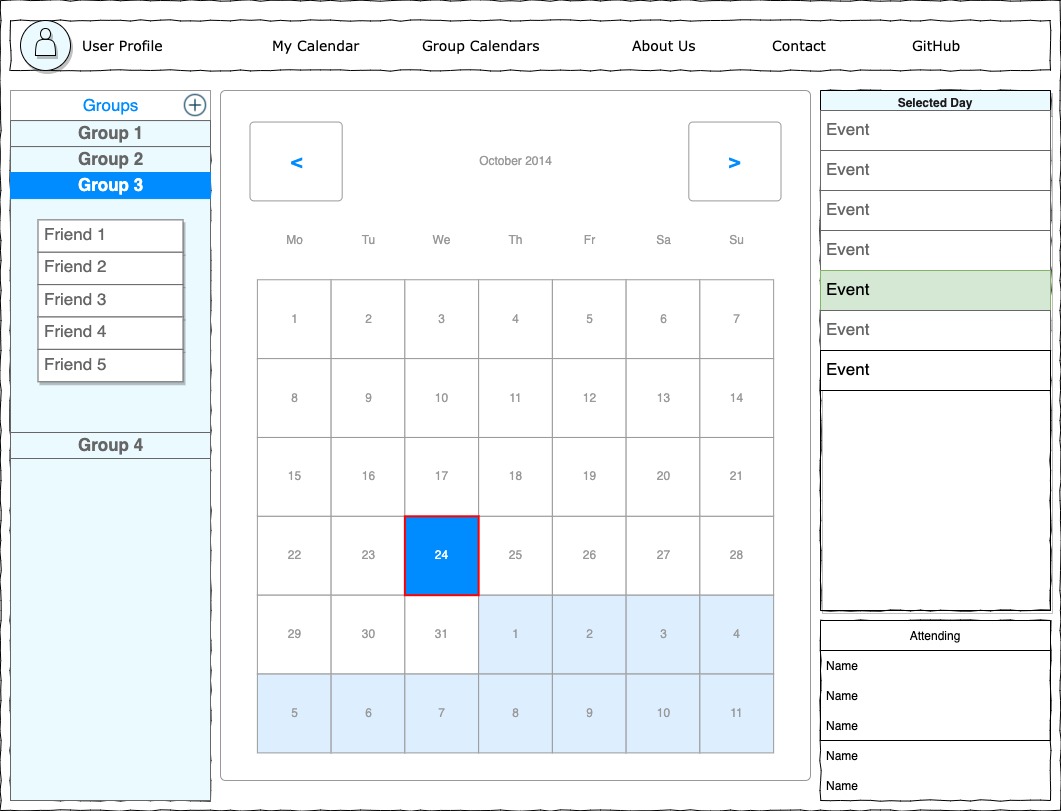 User Profile My Calendar Group Calendars About Us Contact GitHub
Groups
Group 1
Group 2
Group 3
Friend 1
Friend 2
Friend 3
Friend 4
Friend 5
Group 4
< October 2014 >
Mo Tu We Th Fr Sa Su
1 2 3 4 5 6 7
8 9 10 11 12 13 14
15 16 17 18 19 20 21
22 23 24 25 26 27 28
29 30 31 1 2 3 4
5 6 7 8 9 10 11
Selected Day
Event
Event
Event
Event
Event
Event
Event
Attending
Name
Name
Name
Name
Name